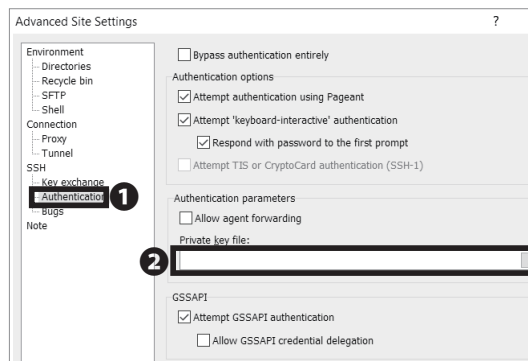 Advanced Site Settings ?
Environment
Directories
Recycle bin
SFTP
Shell
Connection
Proxy
Tunnel
SSH
Key exchange
Authentication
Bugs
Note
1
Bypass authentication entirely
Authentication options
Attempt authentication using Pageant
Attempt 'keyboard-interactive' authentication
Respond with password to the first prompt
Attempt TIS or CryptoCard authentication (SSH-1)
Authentication parameters
Allow agent forwarding
Private key file:
2
GSSAPI
Attempt GSSAPI authentication
Allow GSSAPI credential delegation